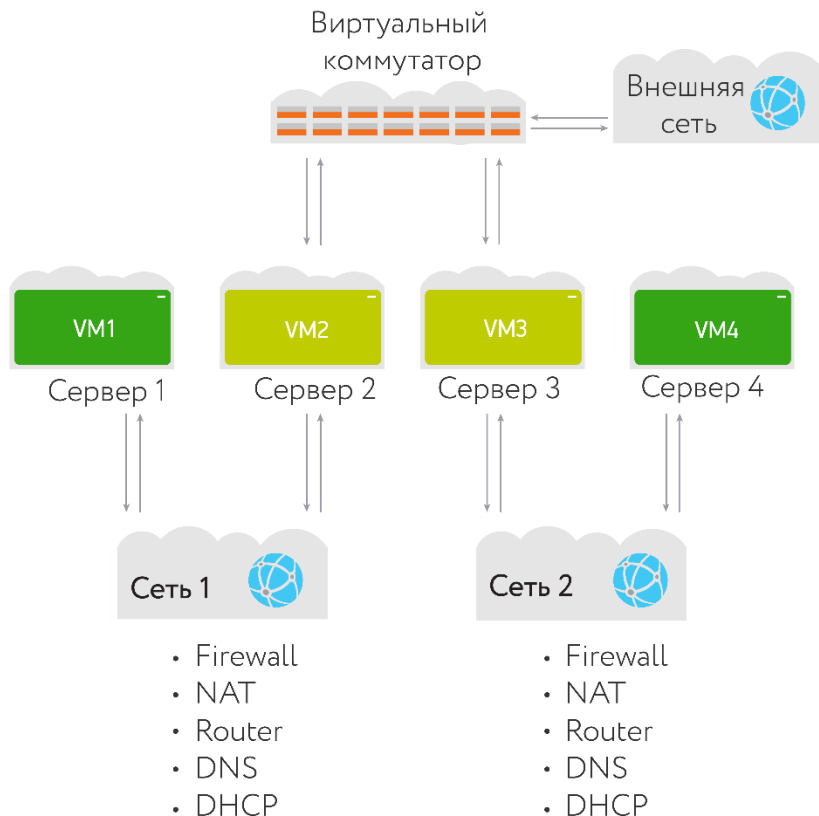 Виртуальный
коммутатор
Внешняя
сеть
VM1
VM2
VM3
VM4
Сервер 1
Сервер 2
Сервер 3
Сервер 4
Сеть 1
Сеть 2
• Firewall
• NAT
• Router
• DNS
• DHCP
• Firewall
• NAT
• Router
• DNS
• DHCP